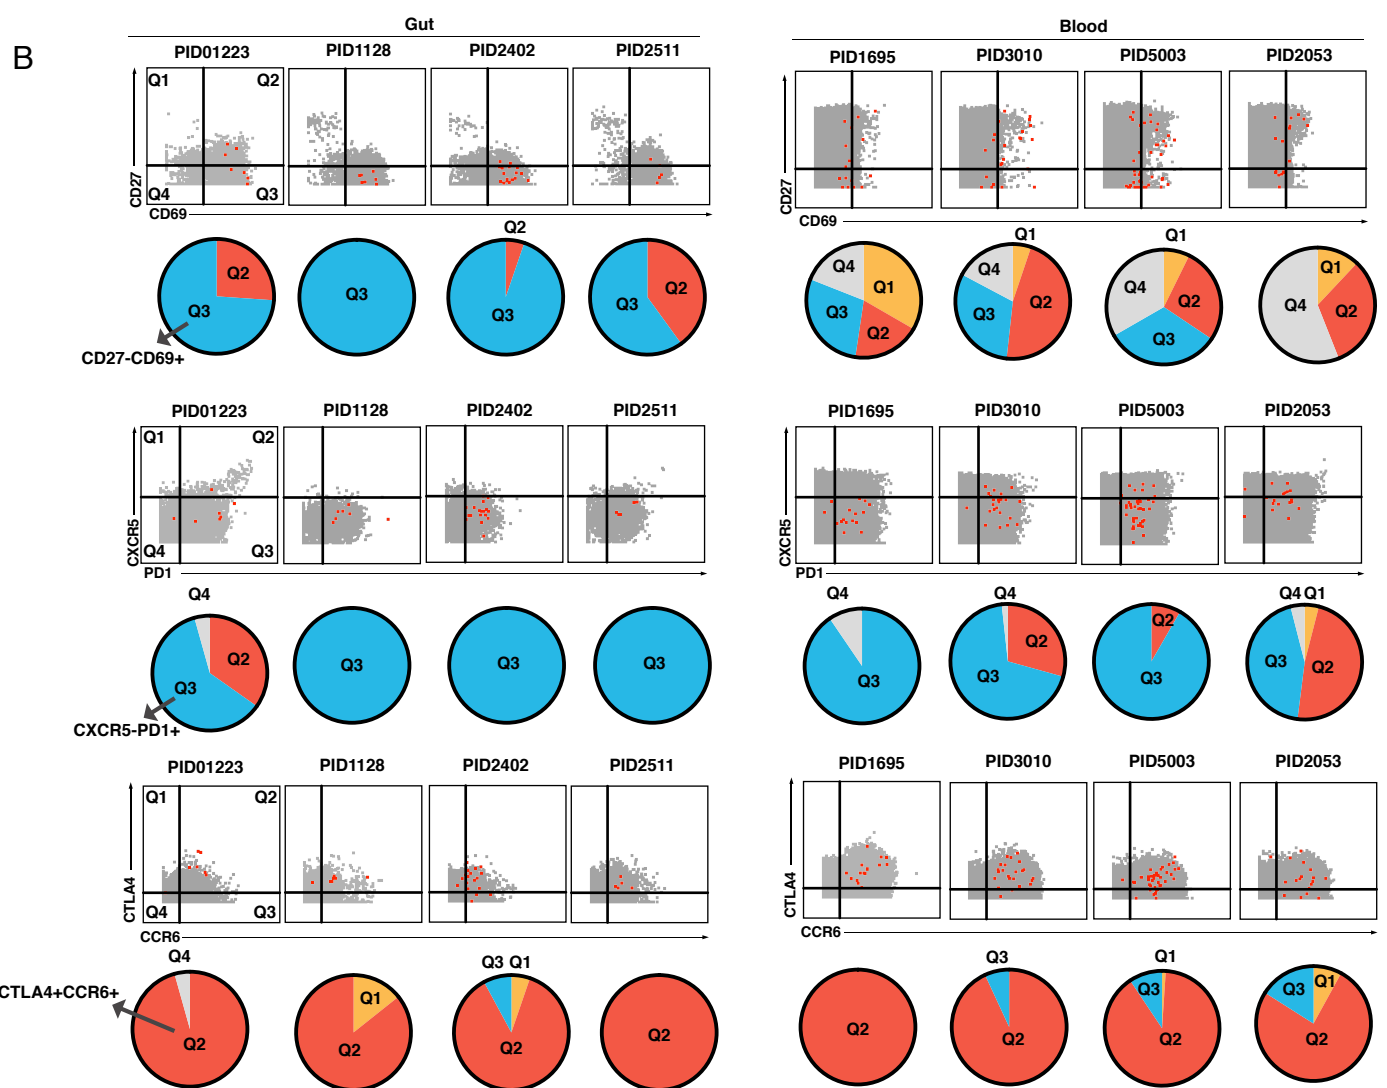 B
Gut
Blood
PID01223 PID1128 PID2402 PID2511
PID1695 PID3010 PID5003 PID2053
Q1 Q2
Q4 Q3
CD27
CD69
CD27
CD69
Q2
Q3
Q3
Q2
Q3
Q2
Q3
Q4 Q1
Q3 Q2
Q1
Q4 Q2
Q3
Q1
Q4 Q2
Q3
Q1
Q4 Q2
CD27-CD69+
PID01223 PID1128 PID2402 PID2511
PID1695 PID3010 PID5003 PID2053
Q1 Q2
Q4 Q3
CXCR5
PD1
CXCR5
PD1
Q4
Q2
Q3
Q3
Q3
Q3
Q4
Q3
Q4
Q2
Q3
Q2
Q3
Q4 Q1
Q3 Q2
CXCR5-PD1+
PID01223 PID1128 PID2402 PID2511
PID1695 PID3010 PID5003 PID2053
Q1 Q2
Q4 Q3
CTLA4
CCR6
CTLA4
CCR6
Q4
Q2
Q1
Q2
Q3 Q1
Q2
Q2
Q2
Q3
Q2
Q1
Q3
Q2
Q3 Q1
Q2
CTLA4+CCR6+